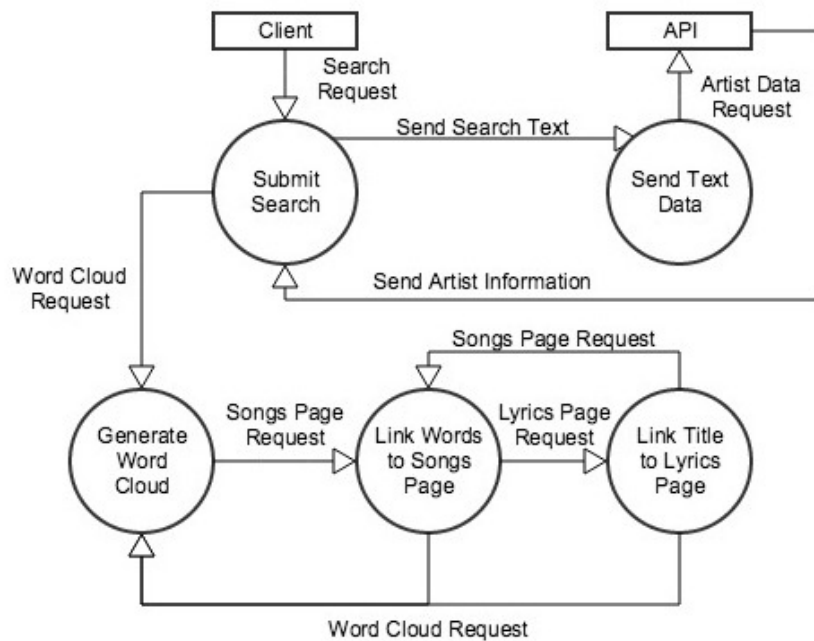 Client
API
Search
Request
Artist Data
Request
Send Search Text
Submit
Search
Send Text
Data
Word Cloud
Request
Send Artist Information
Songs Page Request
Generate
Word
Cloud
Songs Page
Request
Link Words
to Songs
Page
Lyrics Page
Request
Link Title
to Lyrics
Page
Word Cloud Request